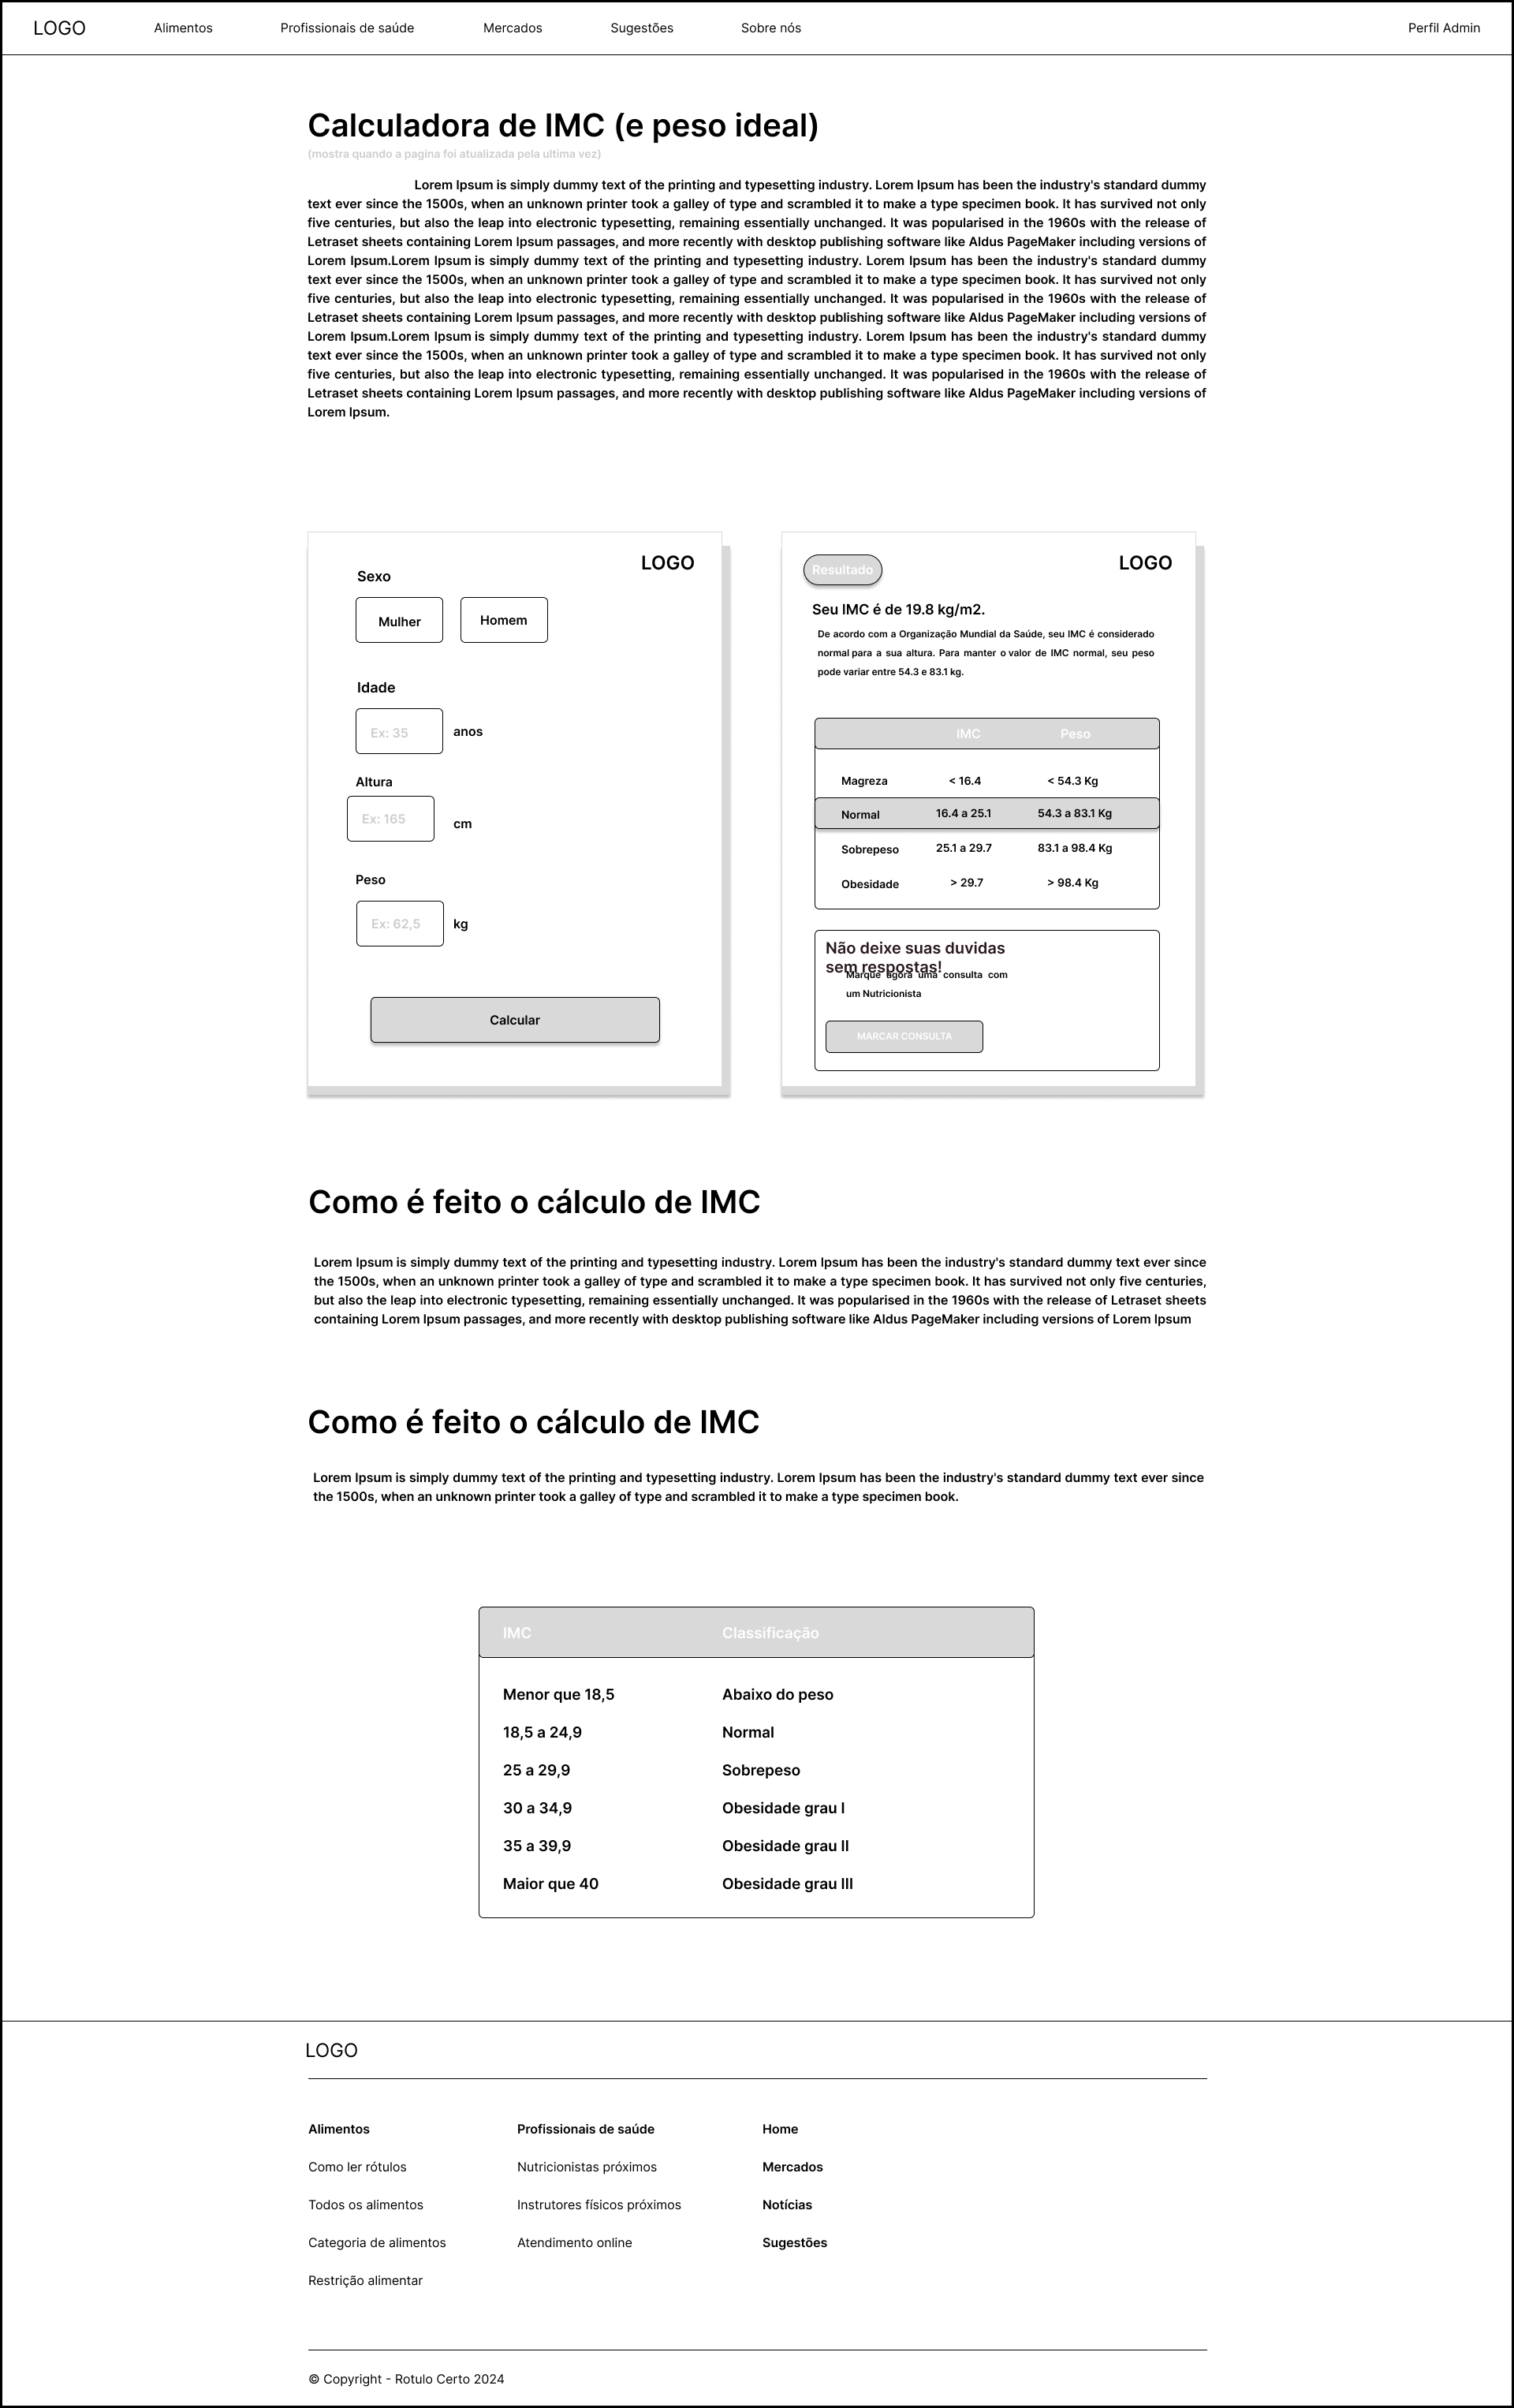 LOGO
Alimentos
Profissionais de saúde
Mercados
Sugestões
Sobre nós
Perfil Admin
Calculadora de IMC (e peso ideal)
(mostra quando a pagina foi atualizada pela ultima vez)
Lorem Ipsum is simply dummy text of the printing and typesetting industry. Lorem Ipsum has been the industry's standard dummy
text ever since the 1500s, when an unknown printer took a galley of type and scrambled it to make a type specimen book. It has survived not only
five centuries, but also the leap into electronic typesetting, remaining essentially unchanged. It was popularised in the 1960s with the release of
Letraset sheets containing Lorem Ipsum passages, and more recently with desktop publishing software like Aldus PageMaker including versions of
Lorem Ipsum.Lorem Ipsum is simply dummy text of the printing and typesetting industry. Lorem Ipsum has been the industry's standard dummy
text ever since the 1500s, when an unknown printer took a galley of type and scrambled it to make a type specimen book. It has survived not only
five centuries, but also the leap into electronic typesetting, remaining essentially unchanged. It was popularised in the 1960s with the release of
Letraset sheets containing Lorem Ipsum passages, and more recently with desktop publishing software like Aldus PageMaker including versions of
Lorem Ipsum.Lorem Ipsum is simply dummy text of the printing and typesetting industry. Lorem Ipsum has been the industry's standard dummy
text ever since the 1500s, when an unknown printer took a galley of type and scrambled it to make a type specimen book. It has survived not only
five centuries, but also the leap into electronic typesetting, remaining essentially unchanged. It was popularised in the 1960s with the release of
Letraset sheets containing Lorem Ipsum passages, and more recently with desktop publishing software like Aldus PageMaker including versions of
Lorem Ipsum.
LOGO
Sexo
Mulher
Homem
Idade
Ex: 35
anos
Altura
Ex: 165
cm
Peso
Ex: 62,5
kg
Calcular
Resultado
LOGO
Seu IMC é de 19.8 kg/m2.
De acordo com a Organização Mundial da Saúde, seu IMC é considerado
normal para a sua altura. Para manter o valor de IMC normal, seu peso
pode variar entre 54.3 e 83.1 kg.
IMC Peso
Magreza < 16.4 < 54.3 Kg
Normal 16.4 a 25.1 54.3 a 83.1 Kg
Sobrepeso 25.1 a 29.7 83.1 a 98.4 Kg
Obesidade > 29.7 > 98.4 Kg
Não deixe suas duvidas
sem respostas!
Marque agora uma consulta com
um Nutricionista
MARCAR CONSULTA
Como é feito o cálculo de IMC
Lorem Ipsum is simply dummy text of the printing and typesetting industry. Lorem Ipsum has been the industry's standard dummy text ever since
the 1500s, when an unknown printer took a galley of type and scrambled it to make a type specimen book. It has survived not only five centuries,
but also the leap into electronic typesetting, remaining essentially unchanged. It was popularised in the 1960s with the release of Letraset sheets
containing Lorem Ipsum passages, and more recently with desktop publishing software like Aldus PageMaker including versions of Lorem Ipsum
Como é feito o cálculo de IMC
Lorem Ipsum is simply dummy text of the printing and typesetting industry. Lorem Ipsum has been the industry's standard dummy text ever since
the 1500s, when an unknown printer took a galley of type and scrambled it to make a type specimen book.
IMC Classificação
Menor que 18,5 Abaixo do peso
18,5 a 24,9 Normal
25 a 29,9 Sobrepeso
30 a 34,9 Obesidade grau I
35 a 39,9 Obesidade grau II
Maior que 40 Obesidade grau III
LOGO
Alimentos
Como ler rótulos
Todos os alimentos
Categoria de alimentos
Restrição alimentar
Profissionais de saúde
Nutricionistas próximos
Instrutores físicos próximos
Atendimento online
Home
Mercados
Notícias
Sugestões
© Copyright - Rotulo Certo 2024